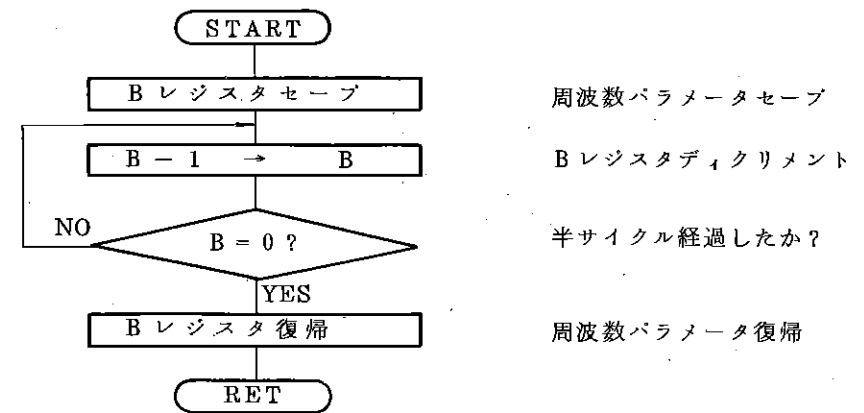 START
Bレジスタセーブ 周波数パラメータセーブ
B－1 → B Bレジスタディクリメント
NO B＝0？ 半サイクル経過したか？
YES
Bレジスタ復帰 周波数パラメータ復帰
RET